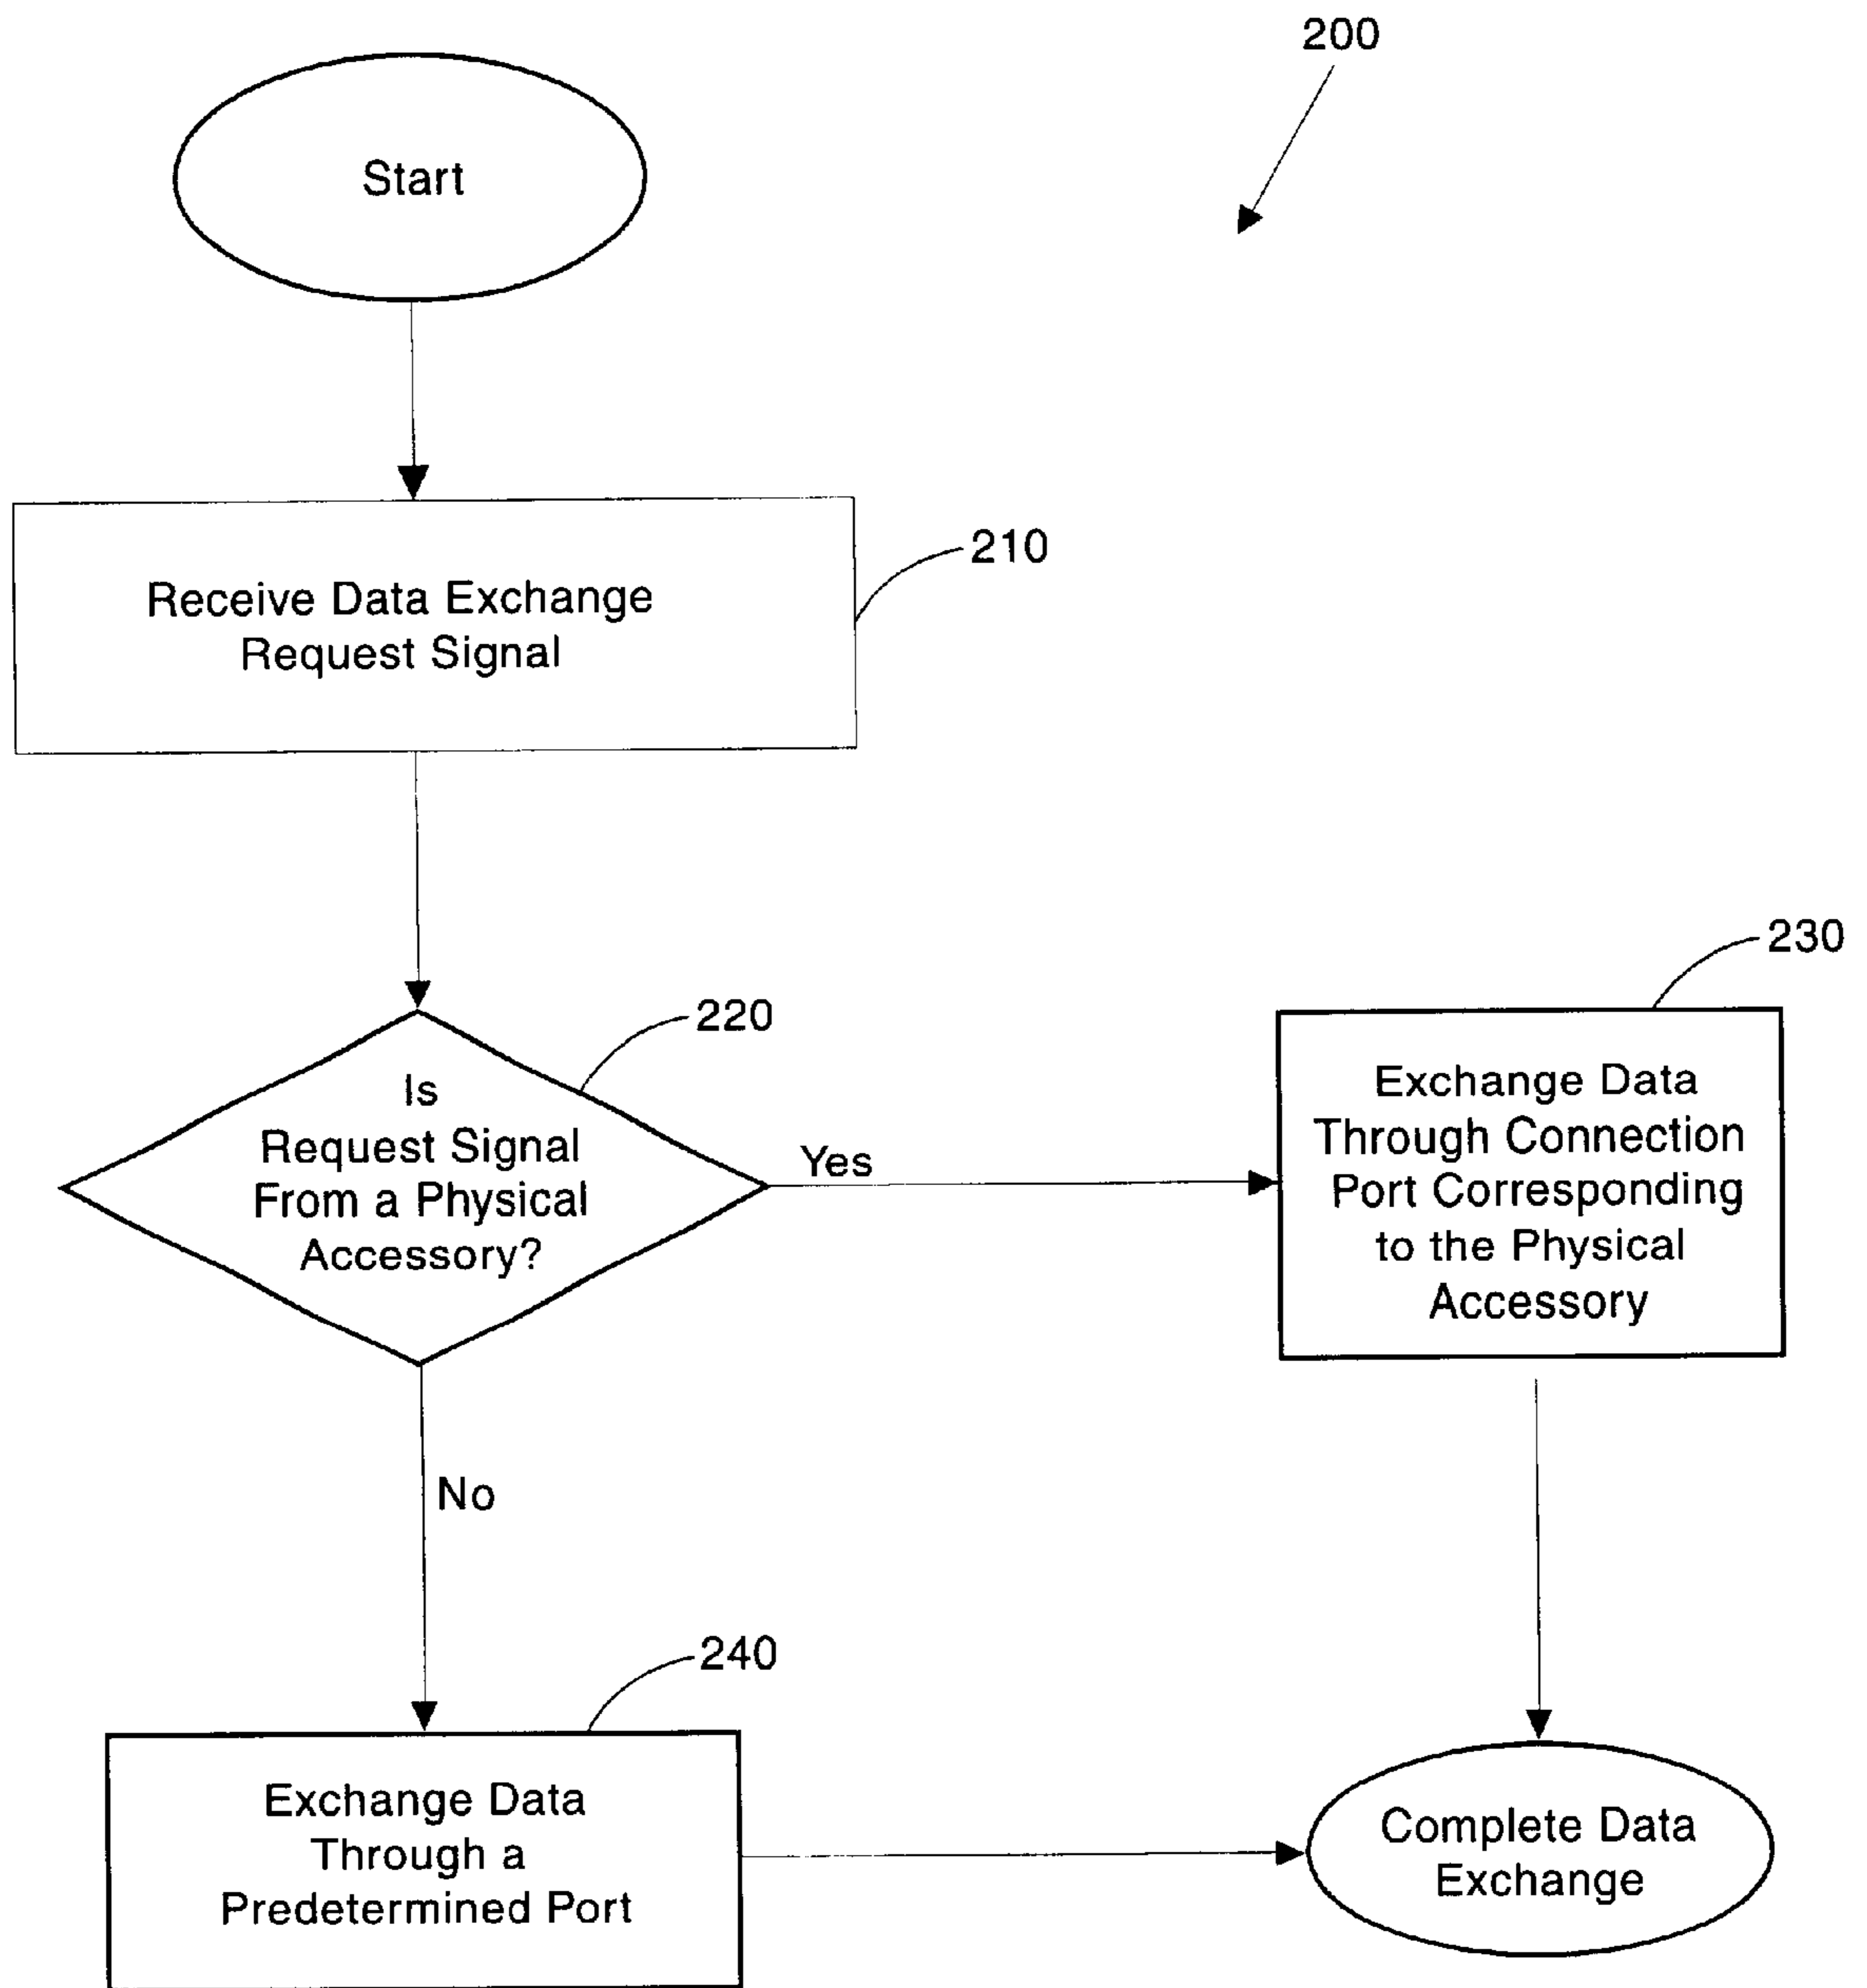 200
Start
210
Receive Data Exchange
Request Signal
220
Is
Request Signal
From a Physical
Accessory?
Yes
230
Exchange Data
Through Connection
Port Corresponding
to the Physical
Accessory
No
240
Exchange Data
Through a
Predetermined Port
Complete Data
Exchange